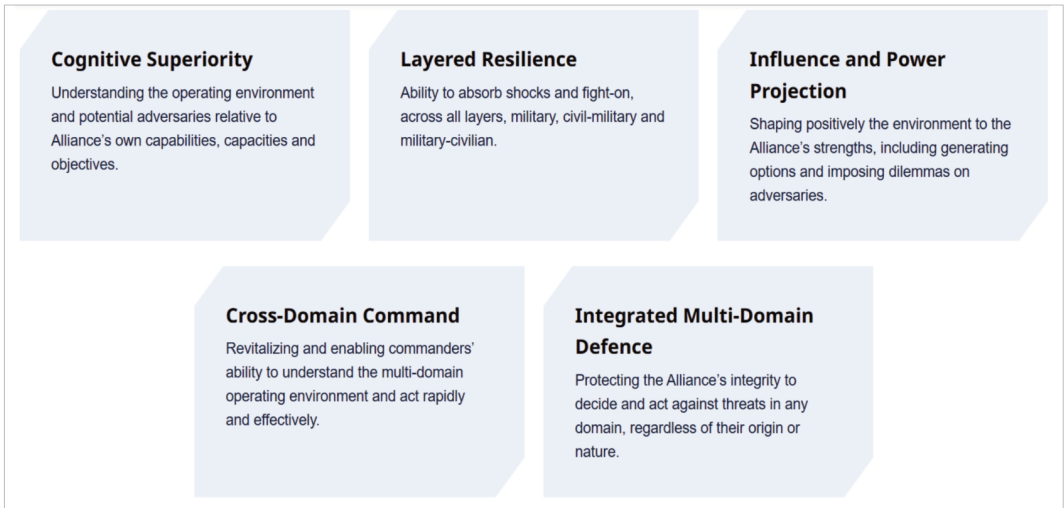 Cognitive Superiority
Understanding the operating environment
and potential adversaries relative to
Alliance’s own capabilities, capacities and
objectives.
Layered Resilience
Ability to absorb shocks and fight-on,
across all layers, military, civil-military and
military-civilian.
Influence and Power
Projection
Shaping positively the environment to the
Alliance’s strengths, including generating
options and imposing dilemmas on
adversaries.
Cross-Domain Command
Revitalizing and enabling commanders’
ability to understand the multi-domain
operating environment and act rapidly
and effectively.
Integrated Multi-Domain
Defence
Protecting the Alliance’s integrity to
decide and act against threats in any
domain, regardless of their origin or
nature.